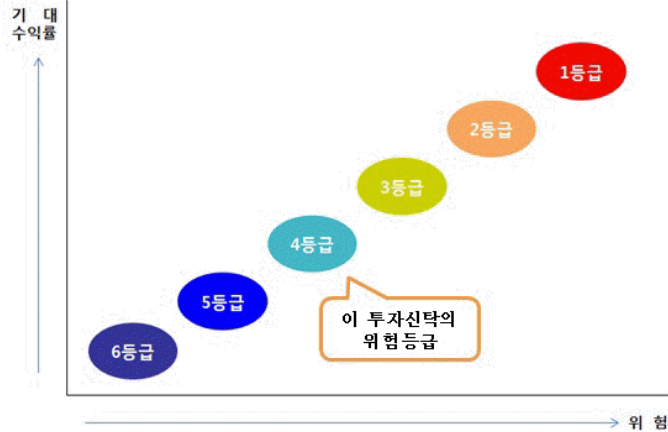 기 대
수익률
1등급
2등급
3등급
4등급
5등급
이 투자신탁의
위험등급
6등급
위 험